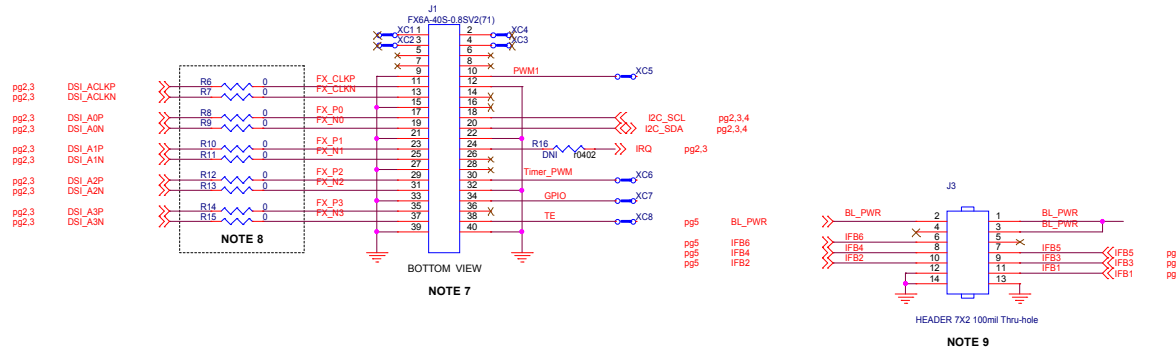 J1
FX6A-40S-0.8SV2(71)
XC1 1 2 XC4
XC2 3 4 XC3
5 6
7 8
9 10 PWM1 XC5
pg2,3 DSI_ACLKP R6 0 FX_CLKP 11 12
pg2,3 DSI_ACLKN R7 0 FX_CLKN 13 14
15 16
pg2,3 DSI_A0P R8 0 FX_P0 17 18 I2C_SCL pg2,3,4
pg2,3 DSI_A0N R9 0 FX_N0 19 20 I2C_SDA pg2,3,4
21 22
pg2,3 DSI_A1P R10 0 FX_P1 23 24 R16 DNI r0402 IRQ pg2,3
pg2,3 DSI_A1N R11 0 FX_N1 25 26
27 28
pg2,3 DSI_A2P R12 0 FX_P2 29 30 Timer_PWM XC6
pg2,3 DSI_A2N R13 0 FX_N2 31 32
33 34 GPIO XC7
pg2,3 DSI_A3P R14 0 FX_P3 35 36
pg2,3 DSI_A3N R15 0 FX_N3 37 38 TE XC8
39 40
NOTE 8
BOTTOM VIEW
NOTE 7
J3
pg5 BL_PWR BL_PWR 2 1 BL_PWR
4 3 BL_PWR
pg5 IFB6 IFB6 6 5
pg5 IFB4 IFB4 8 7 IFB5 IFB5 pg
pg5 IFB2 IFB2 10 9 IFB3 IFB3 pg
12 11 IFB1 IFB1 pg
14 13
HEADER 7X2 100mil Thru-hole
NOTE 9